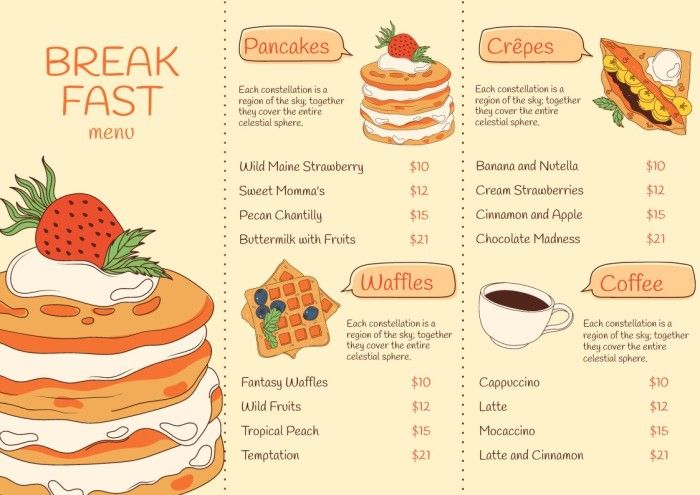 BREAK
FAST
menu
Pancakes
Each constellation is a
region of the sky; together
they cover the entire
celestial sphere.
Wild Maine Strawberry $10
Sweet Momma's $12
Pecan Chantilly $15
Buttermilk with Fruits $21
Waffles
Each constellation is a
region of the sky; together
they cover the entire
celestial sphere.
Fantasy Waffles $10
Wild Fruits $12
Tropical Peach $15
Temptation $21
Crêpes
Each constellation is a
region of the sky; together
they cover the entire
celestial sphere.
Banana and Nutella $10
Cream Strawberries $12
Cinnamon and Apple $15
Chocolate Madness $21
Coffee
Each constellation is a
region of the sky; together
they cover the entire
celestial sphere.
Cappuccino $10
Latte $12
Mocaccino $15
Latte and Cinnamon $21